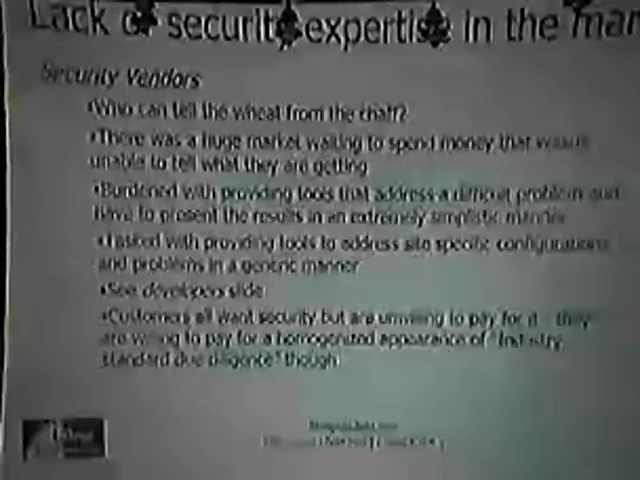 Lack of security expertise in the mar
Security Vendors
•Who can tell the wheat from the chaff?
•There was a huge market waiting to spend money that was
unable to tell what they are getting
•Burdened with providing tools that address a difficult problem and
have to present the results in an extremely simplistic manner
•Tasked with providing tools to address site specific configurations
and problems in a generic manner
•See developers slide
•Customers all want security but are unwilling to pay for it - they
are willing to pay for a homogenized appearance of "Industry
standard due diligence" though